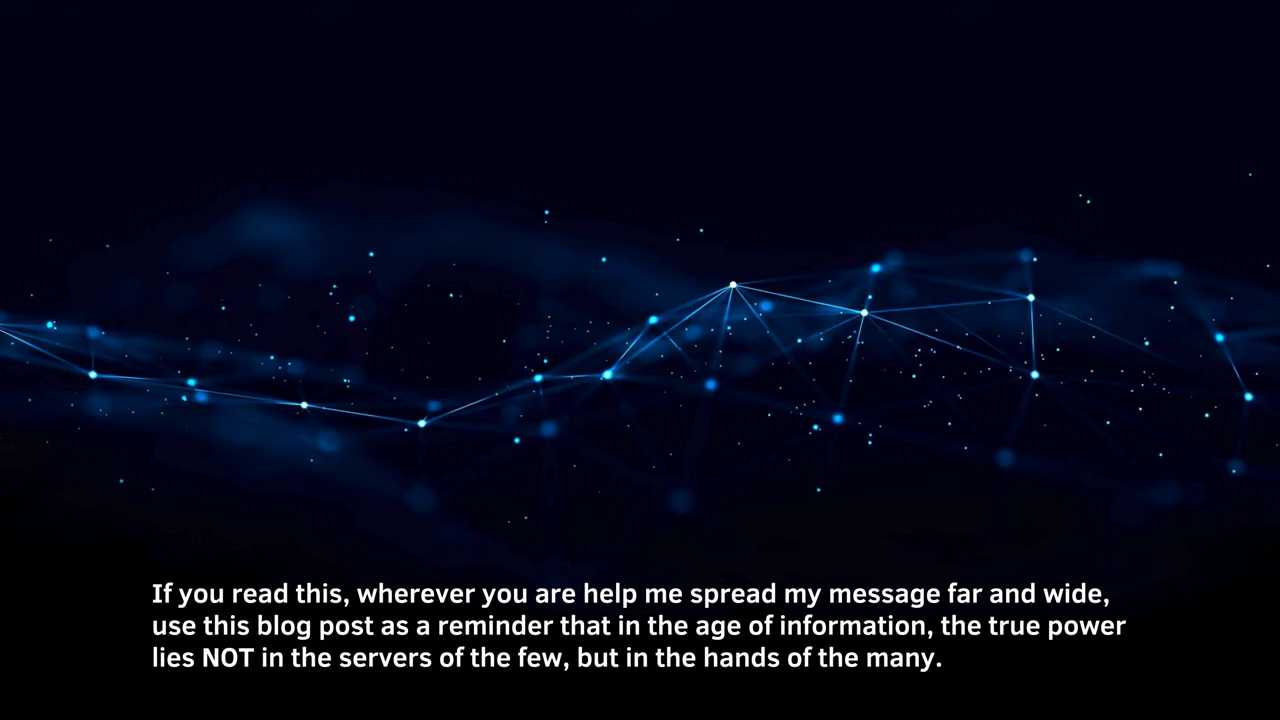 If you read this, wherever you are help me spread my message far and wide,
use this blog post as a reminder that in the age of information, the true power
lies NOT in the servers of the few, but in the hands of the many.